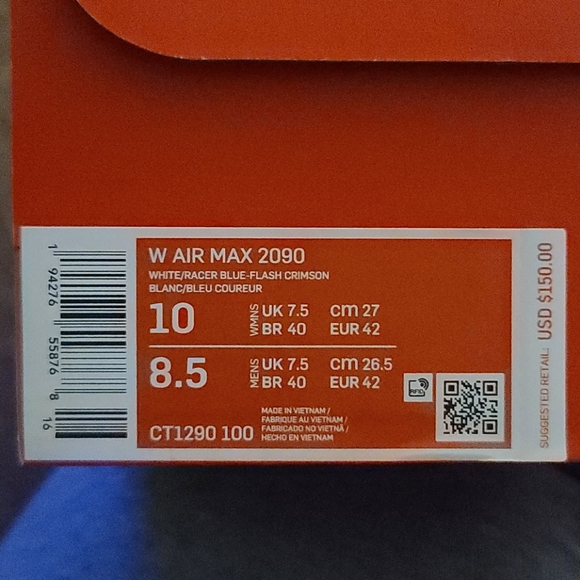 W AIR MAX 2090
WHITE/RACER BLUE-FLASH CRIMSON
BLANC/BLEU COUREUR
10
WMNS
UK 7.5 cm 27
BR 40 EUR 42
8.5
MENS
UK 7.5 cm 26.5
BR 40 EUR 42
MADE IN VIETNAM /
FABRIQUE AU VIETNAM /
FABRICADO NO VIETNÃ /
HECHO EN VIETNAM
CT1290 100
RFID
1 94276 55876 8
16
SUGGESTED RETAIL: USD $150.00